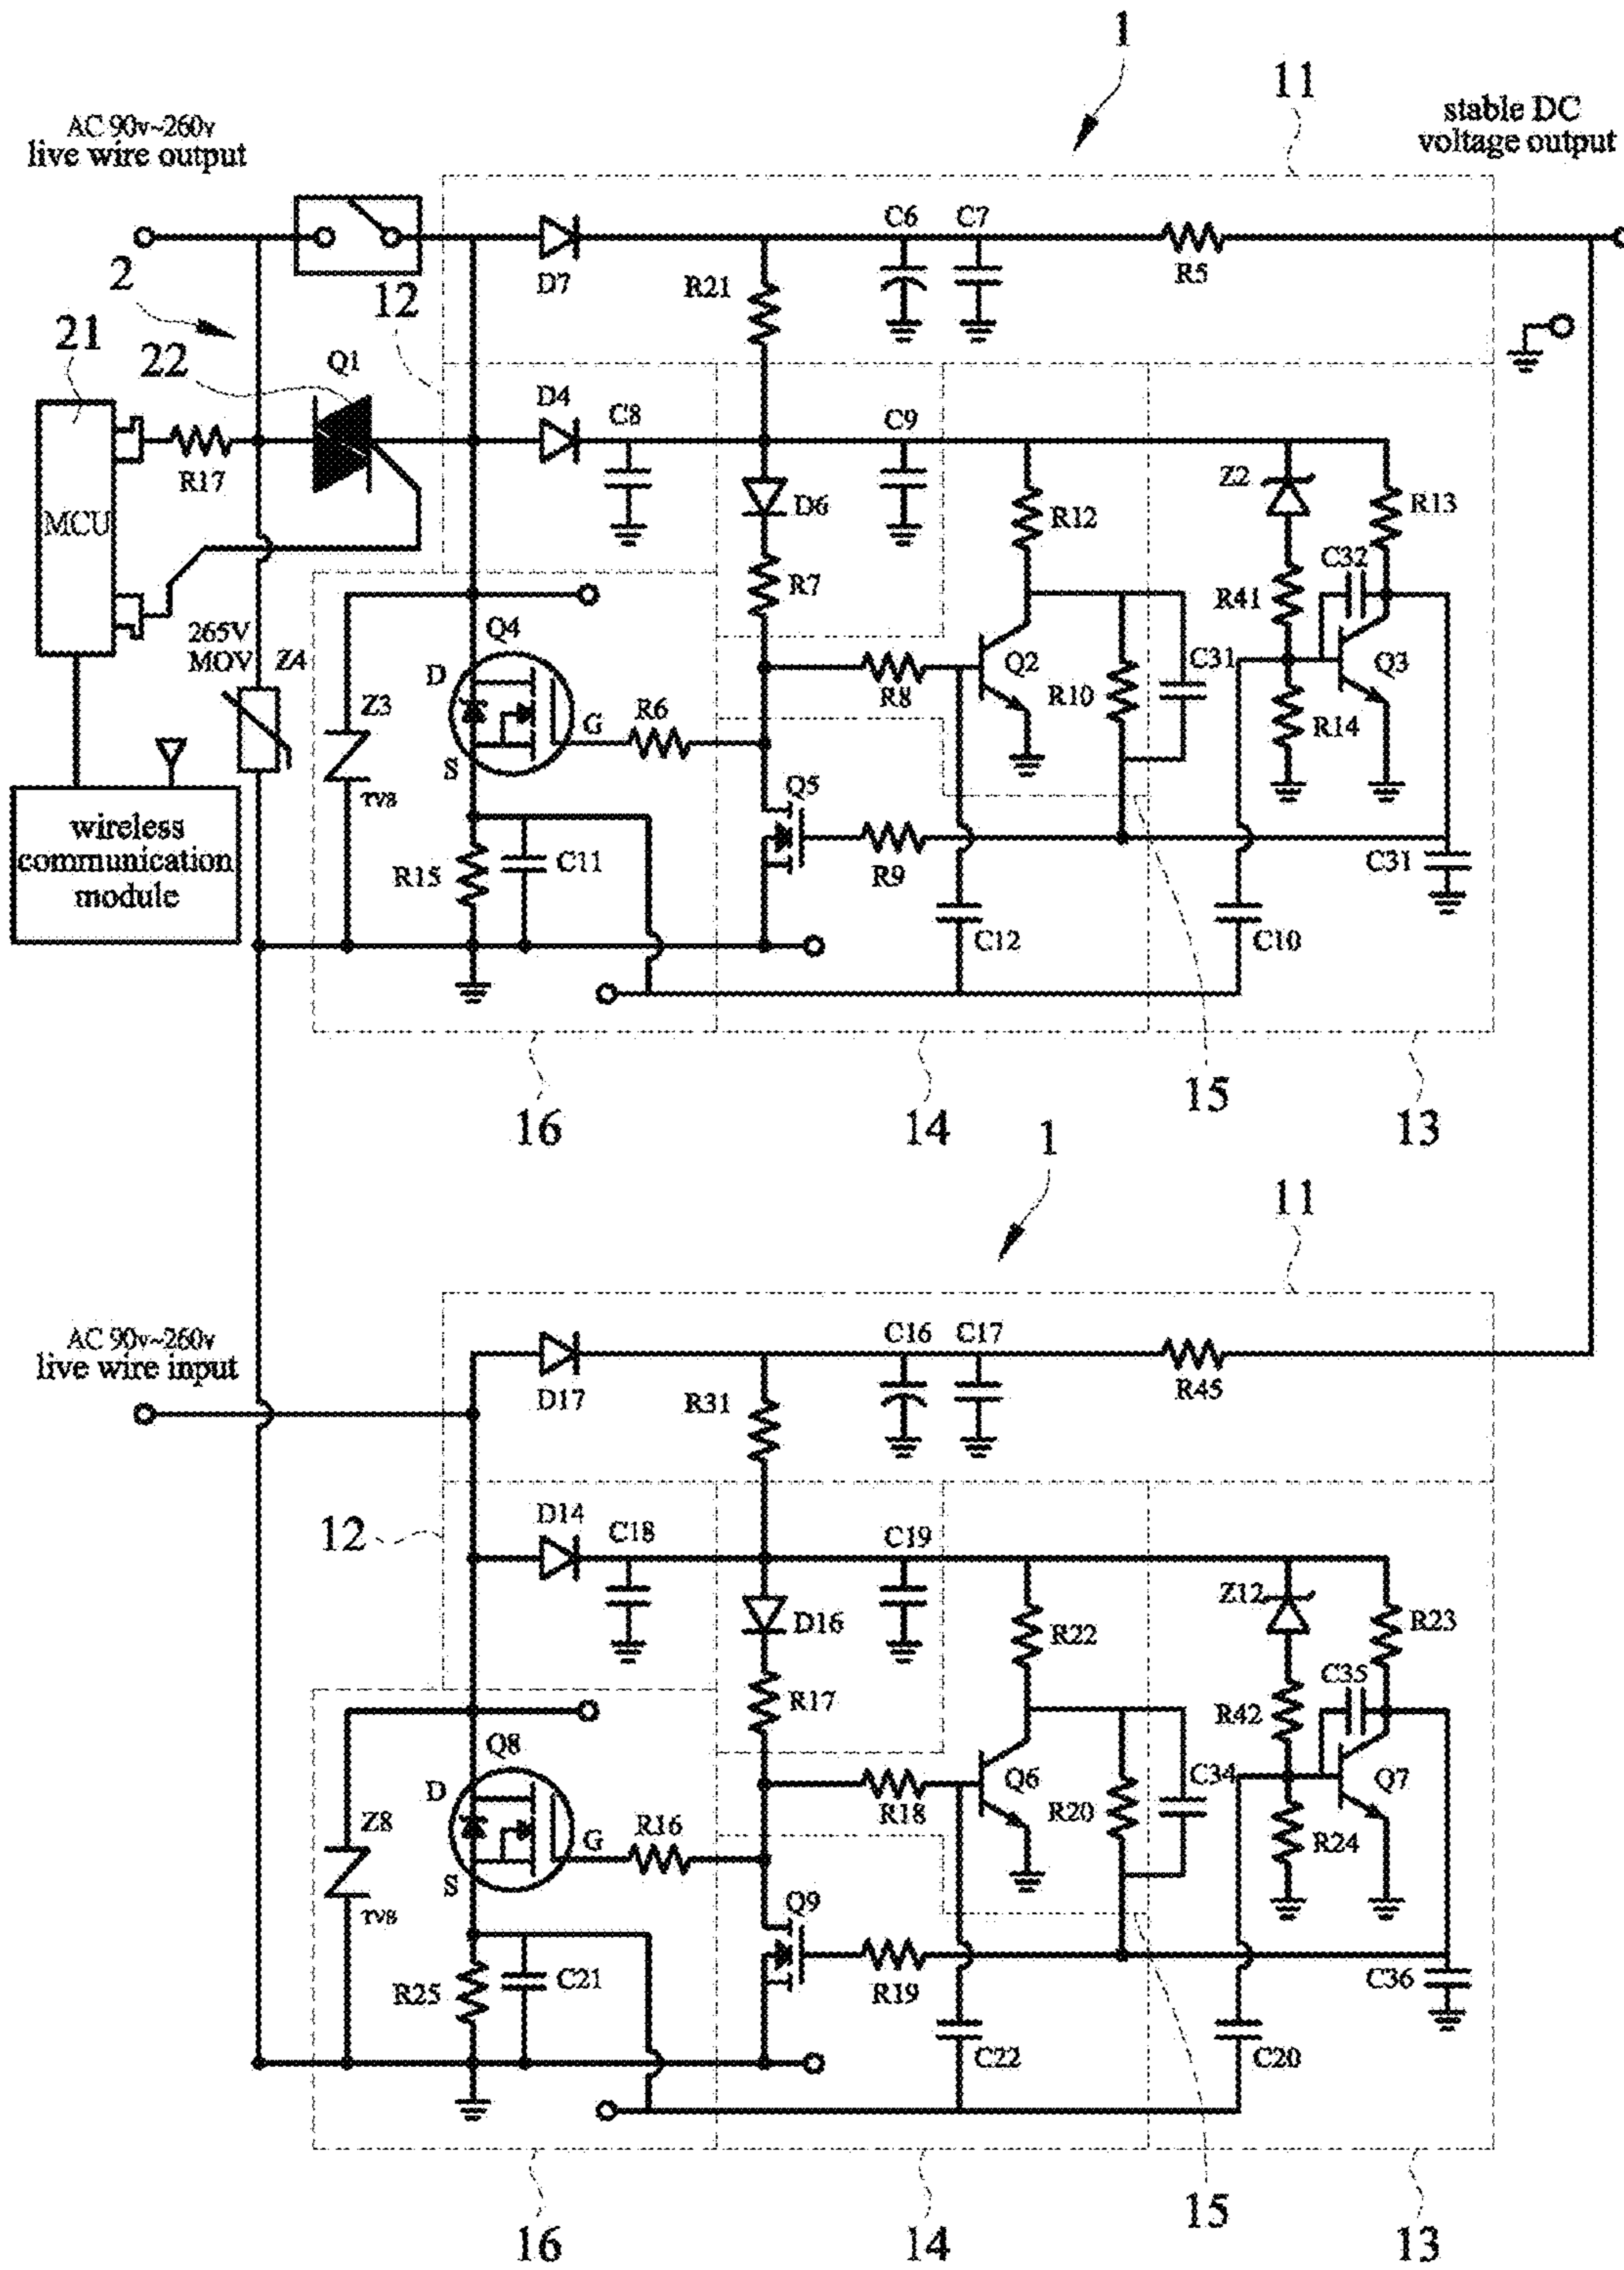 1
11
AC 90v~260v
live wire output
stable DC
voltage output
C6
C7
D7
R21
R5
2
12
21
22
Q1
D4
C8
C9
R17
MCU
D6
R12
Z2
R13
C32
R7
R41
265V
MOV
Z4
Q4
D
Z3
G
R6
R8
Q2
R10
C31
Q3
R14
S
TVS
Q5
wireless
communication
module
R15
C11
R9
C31
C12
C10
16
14
15
13
1
11
AC 90v~260v
live wire input
C16
C17
D17
R31
R45
12
D14
C18
C19
D16
R22
Z12
R23
C35
R17
R42
Q8
D
Z8
G
R16
R18
Q6
R20
C34
Q7
R24
S
TVS
Q9
R25
C21
R19
C36
C22
C20
16
14
15
13